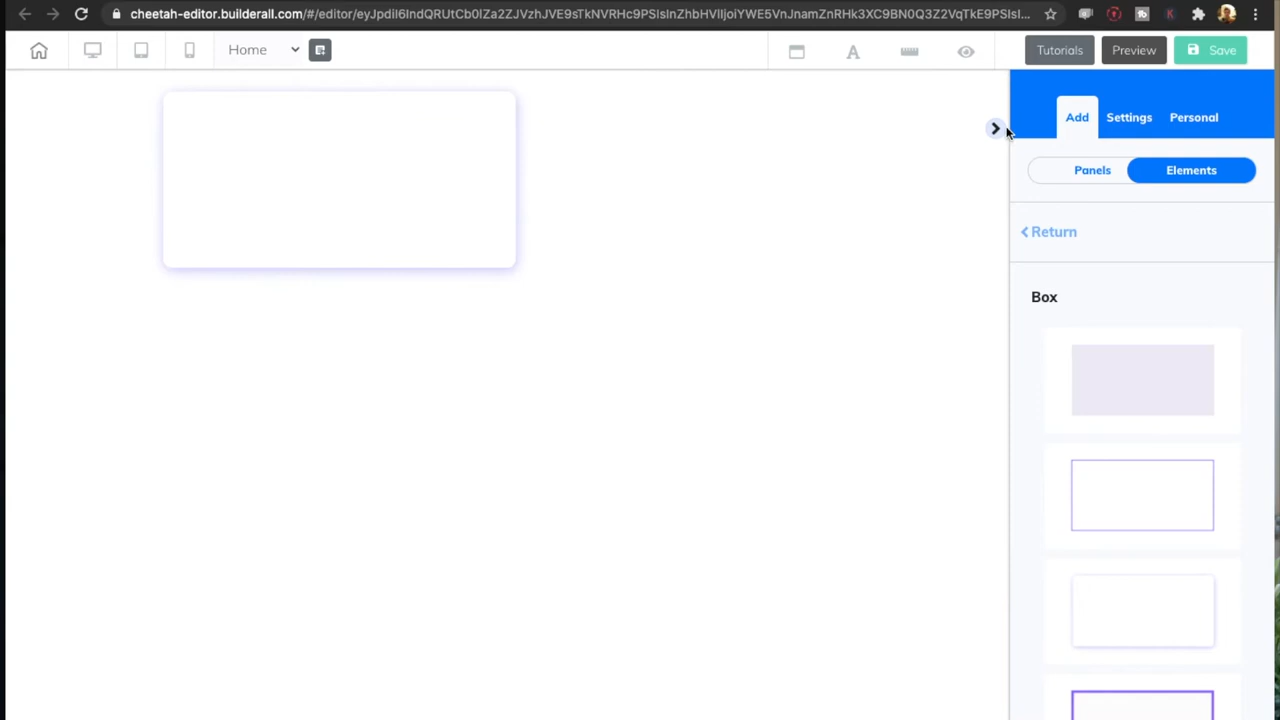 cheetah-editor.builderall.com/#/editor/eyJpdiI6IndQRUtCb0lZa2ZJVzhJVE9sTkNVRHc9PSIsInZhbHVlIjoiYWE5VnJnamZnRHk3XC9BN0Q3Z2VqTkE9PSIsI...
Home
A
Tutorials
Preview
Save
Add
Settings
Personal
Panels
Elements
Return
Box